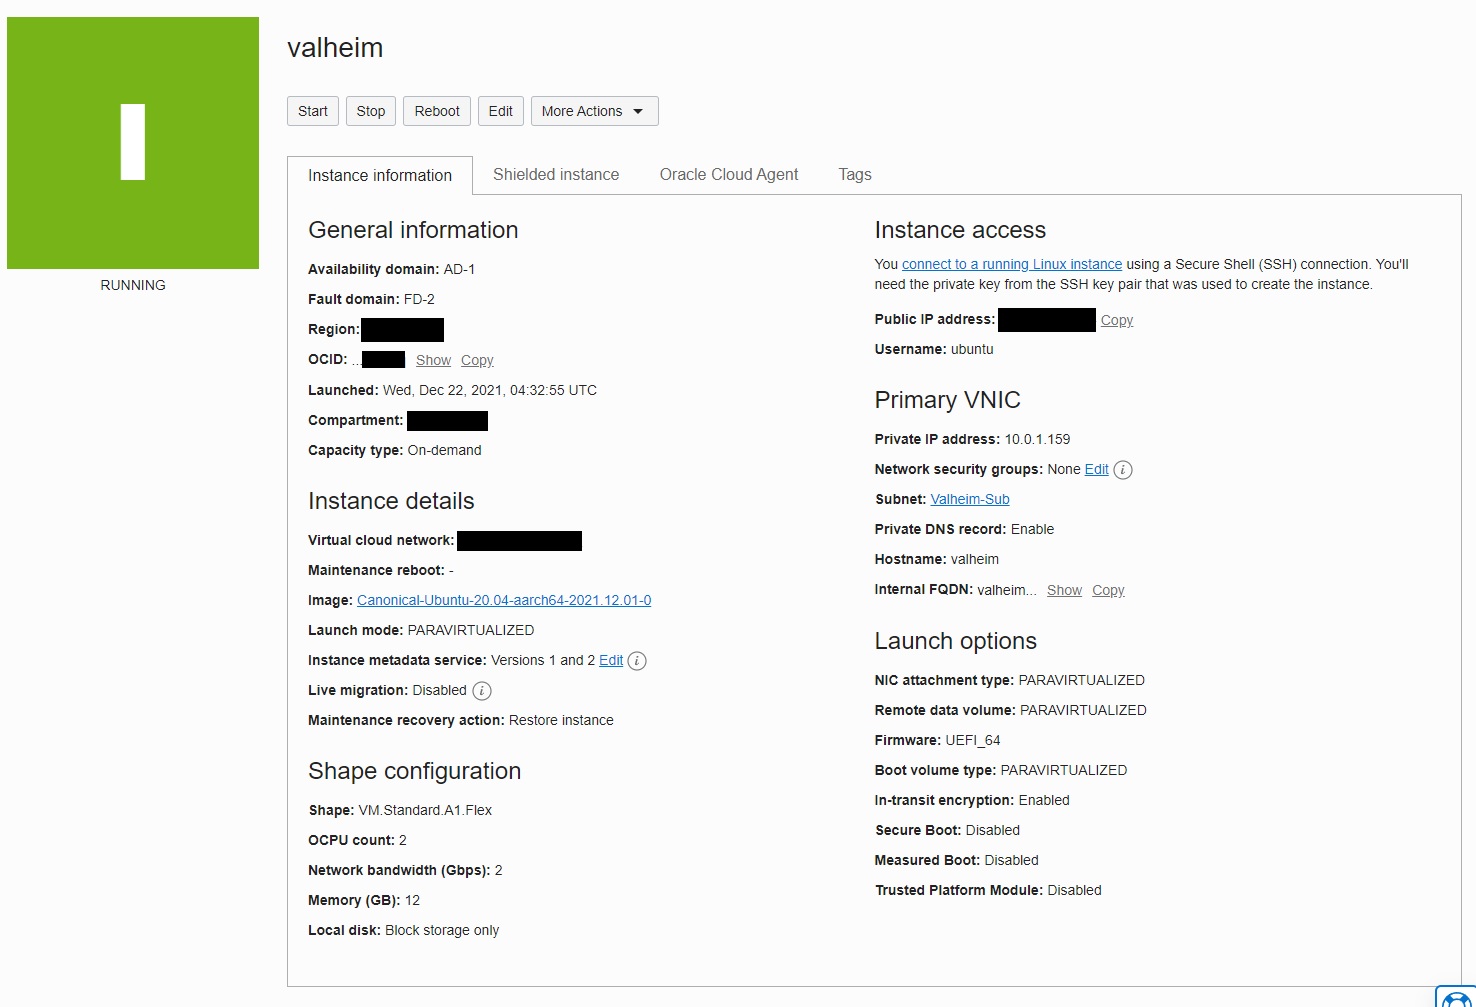 valheim
Start Stop Reboot Edit More Actions
Instance information Shielded instance Oracle Cloud Agent Tags
RUNNING
General information
Availability domain: AD-1
Fault domain: FD-2
Region:
OCID: ... Show Copy
Launched: Wed, Dec 22, 2021, 04:32:55 UTC
Compartment:
Capacity type: On-demand
Instance details
Virtual cloud network:
Maintenance reboot: -
Image: Canonical-Ubuntu-20.04-aarch64-2021.12.01-0
Launch mode: PARAVIRTUALIZED
Instance metadata service: Versions 1 and 2 Edit i
Live migration: Disabled i
Maintenance recovery action: Restore instance
Shape configuration
Shape: VM.Standard.A1.Flex
OCPU count: 2
Network bandwidth (Gbps): 2
Memory (GB): 12
Local disk: Block storage only
Instance access
You connect to a running Linux instance using a Secure Shell (SSH) connection. You'll
need the private key from the SSH key pair that was used to create the instance.
Public IP address: Copy
Username: ubuntu
Primary VNIC
Private IP address: 10.0.1.159
Network security groups: None Edit i
Subnet: Valheim-Sub
Private DNS record: Enable
Hostname: valheim
Internal FQDN: valheim... Show Copy
Launch options
NIC attachment type: PARAVIRTUALIZED
Remote data volume: PARAVIRTUALIZED
Firmware: UEFI_64
Boot volume type: PARAVIRTUALIZED
In-transit encryption: Enabled
Secure Boot: Disabled
Measured Boot: Disabled
Trusted Platform Module: Disabled